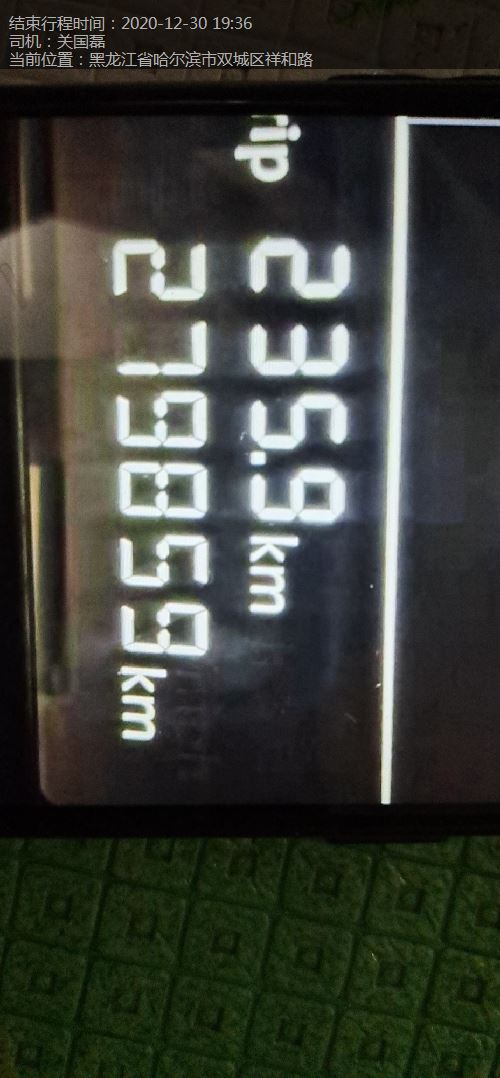 结束行程时间：2020-12-30 19:36
司机：关国磊
当前位置：黑龙江省哈尔滨市双城区祥和路
rip
235.9 km
279859 km